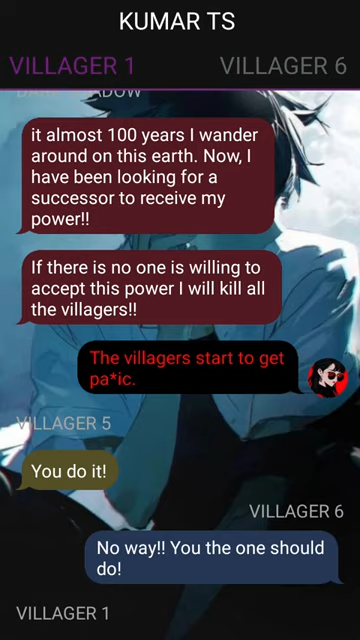 KUMAR TS
VILLAGER 1
VILLAGER 6
it almost 100 years I wander
around on this earth. Now, I
have been looking for a
successor to receive my
power!!
If there is no one is willing to
accept this power I will kill all
the villagers!!
The villagers start to get
pa*ic.
VILLAGER 5
You do it!
VILLAGER 6
No way!! You the one should
do!
VILLAGER 1